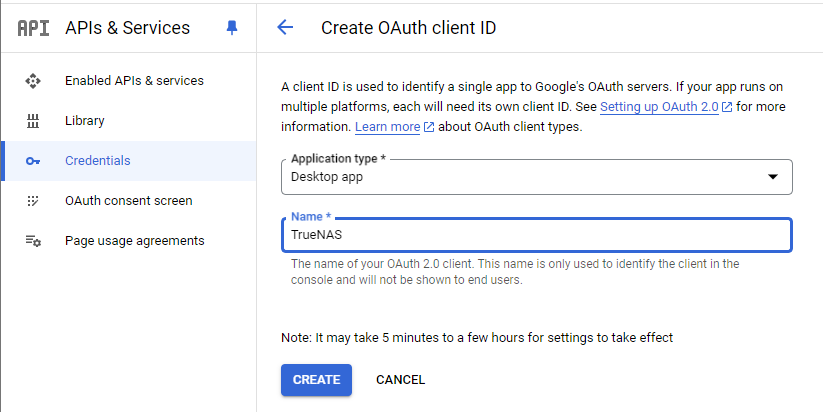 API APIs & Services
Create OAuth client ID
Enabled APIs & services
Library
Credentials
OAuth consent screen
Page usage agreements
A client ID is used to identify a single app to Google's OAuth servers. If your app runs on
multiple platforms, each will need its own client ID. See Setting up OAuth 2.0 for more
information. Learn more about OAuth client types.
Application type *
Desktop app
Name *
TrueNAS
The name of your OAuth 2.0 client. This name is only used to identify the client in the
console and will not be shown to end users.
Note: It may take 5 minutes to a few hours for settings to take effect
CREATE
CANCEL